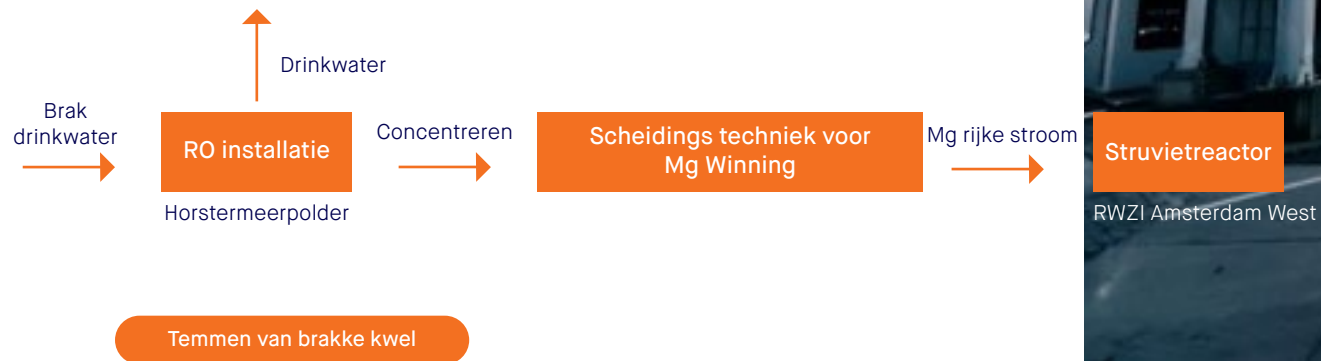 Drinkwater
Brak
drinkwater
RO installatie
Horstermeerpolder
Concentreren
Scheidings techniek voor
Mg Winning
Mg rijke stroom
Struvietreactor
RWZI Amsterdam West
Temmen van brakke kwel